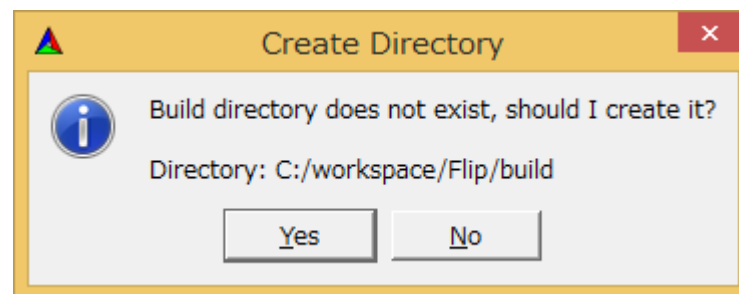 Create Directory
Build directory does not exist, should I create it?
Directory: C:/workspace/Flip/build
Yes
No